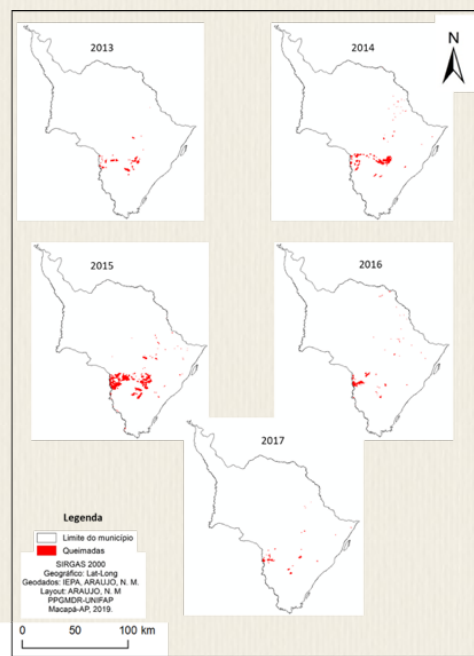 2013
2014
N
2015
2016
2017
Legenda
Limite do município
Queimadas
SIRGAS 2000
Geográfico: Lat-Long
Geodados: IEPA, ARAUJO, N. M.
Layout: ARAUJO, N. M
PPGMDR-UNIFAP
Macapá-AP, 2019.
0 50 100 km